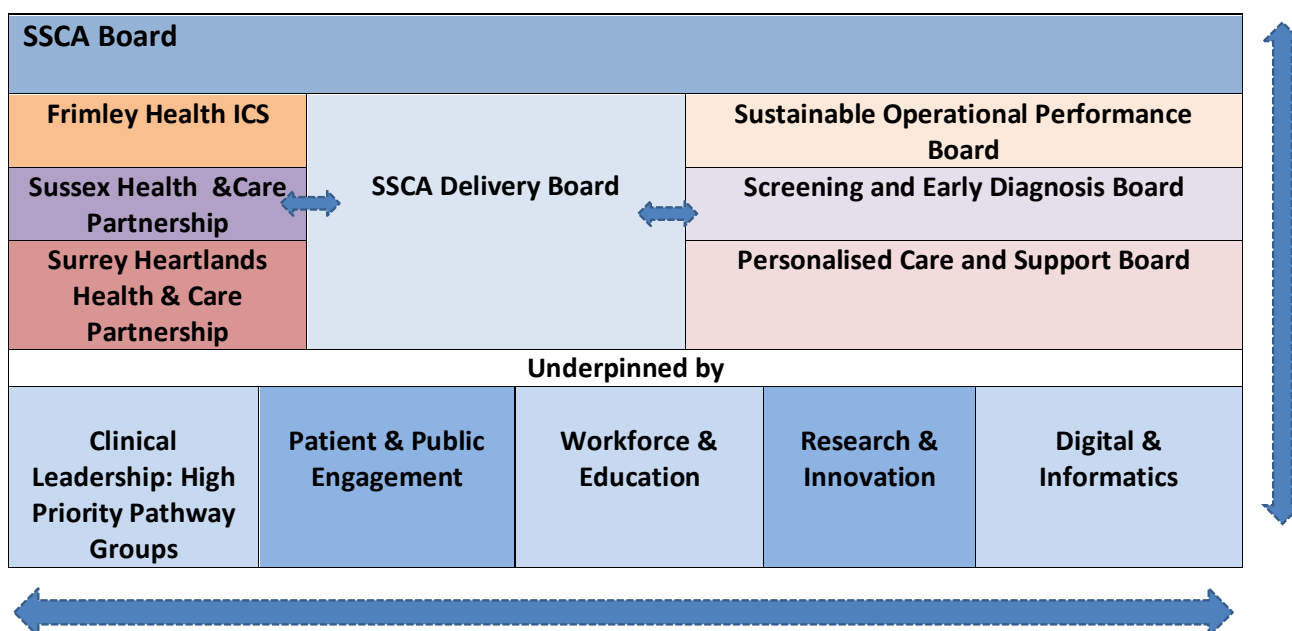 SSCA Board
Frimley Health ICS
Sussex Health &Care
Partnership
Surrey Heartlands
Health & Care
Partnership
SSCA Delivery Board
Sustainable Operational Performance
Board
Screening and Early Diagnosis Board
Personalised Care and Support Board
Underpinned by
Clinical
Leadership: High
Priority Pathway
Groups
Patient & Public
Engagement
Workforce &
Education
Research &
Innovation
Digital &
Informatics